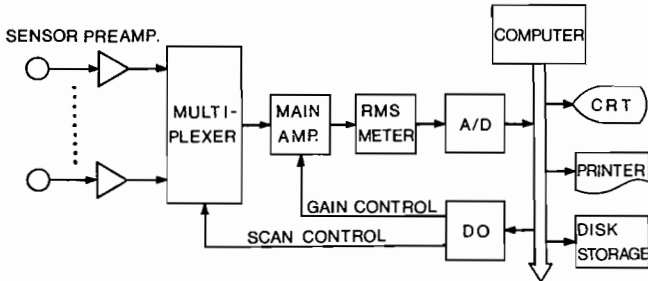 SENSOR PREAMP.
MULTI-
PLEXER
MAIN
AMP.
RMS
METER
A/D
COMPUTER
CRT
PRINTER
DISK
STORAGE
DO
GAIN CONTROL
SCAN CONTROL